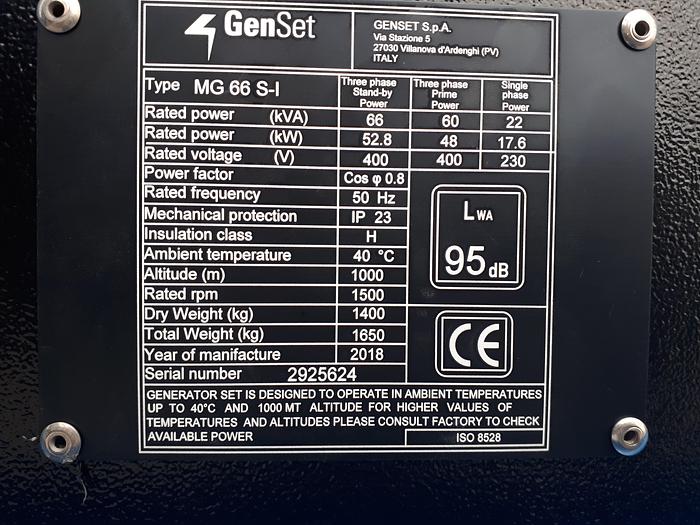 GenSet
GENSET S.p.A.
Via Stazione 5
27030 Villanova d'Ardenghi (PV)
ITALY
Type MG 66 S-I
Three phase Stand-by Power
Three phase Prime Power
Single phase Power
Rated power (kVA) 66 60 22
Rated power (kW) 52.8 48 17.6
Rated voltage (V) 400 400 230
Power factor Cos φ 0.8
Rated frequency 50 Hz
Mechanical protection IP 23
Insulation class H
Ambient temperature 40 °C
Altitude (m) 1000
Rated rpm 1500
Dry Weight (kg) 1400
Total Weight (kg) 1650
Year of manifacture 2018
Serial number 2925624
LWA
95 dB
CE
GENERATOR SET IS DESIGNED TO OPERATE IN AMBIENT TEMPERATURES
UP TO 40°C AND 1000 MT ALTITUDE FOR HIGHER VALUES OF
TEMPERATURES AND ALTITUDES PLEASE CONSULT FACTORY TO CHECK
AVAILABLE POWER
ISO 8528